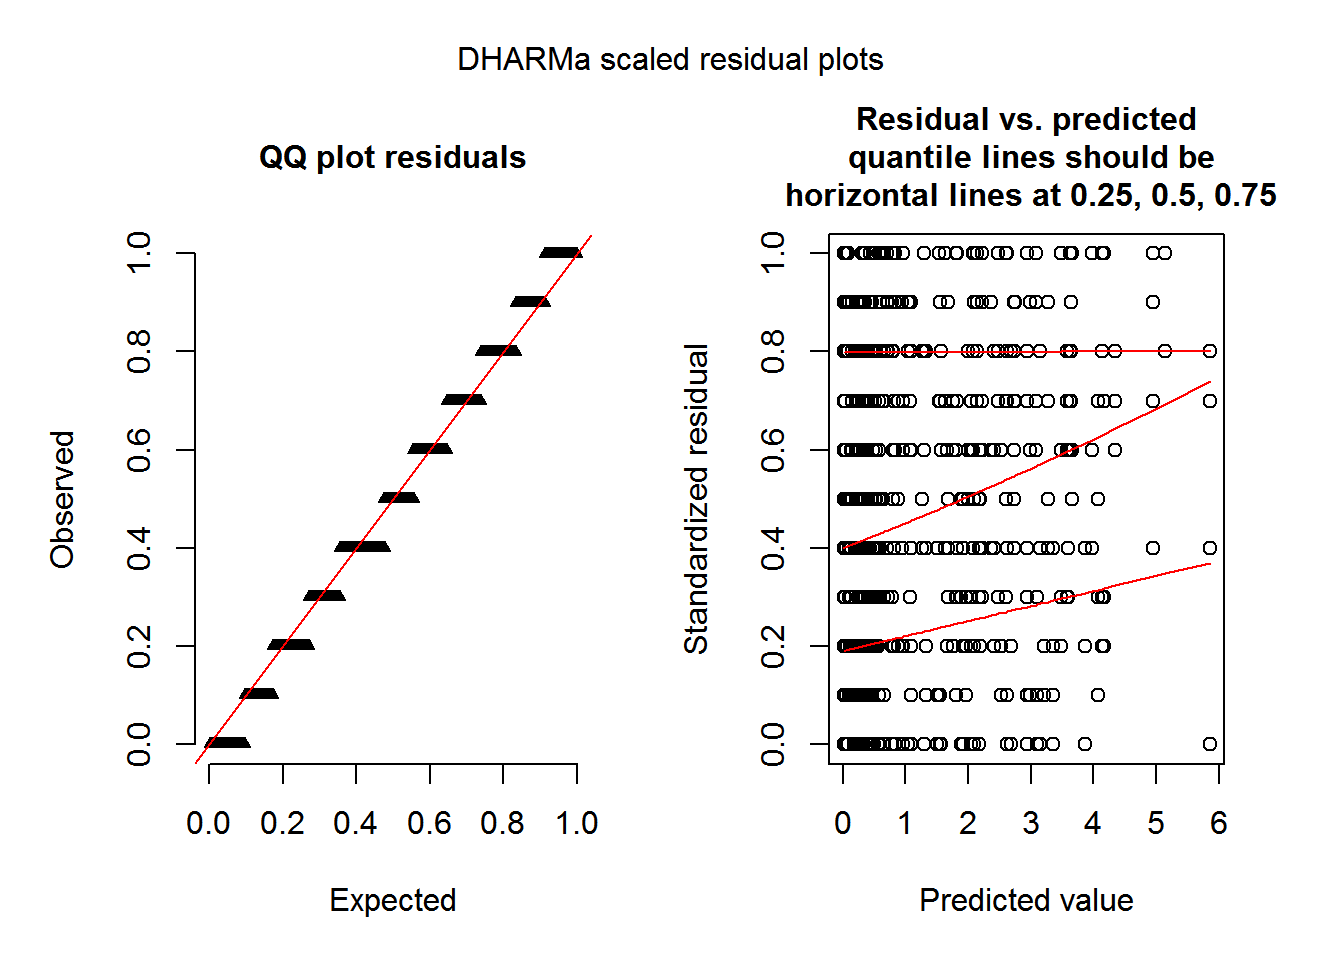 DHARMa scaled residual plots
QQ plot residuals
Observed
0.0 0.2 0.4 0.6 0.8 1.0
0.0 0.2 0.4 0.6 0.8 1.0
Expected
Residual vs. predicted
quantile lines should be
horizontal lines at 0.25, 0.5, 0.75
Standardized residual
0.0 0.2 0.4 0.6 0.8 1.0
0 1 2 3 4 5 6
Predicted value